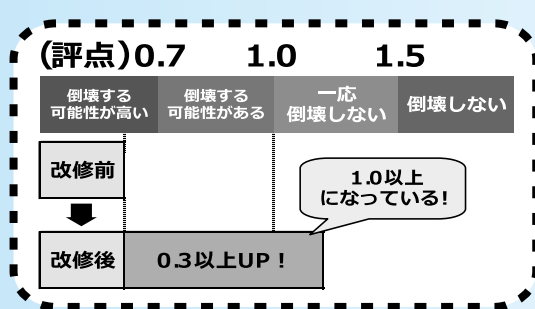 (評点)0.7 1.0 1.5
倒壊する
可能性が高い
倒壊する
可能性がある
一応
倒壊しない
倒壊しない
改修前
1.0以上
になっている!
改修後
0.3以上UP！